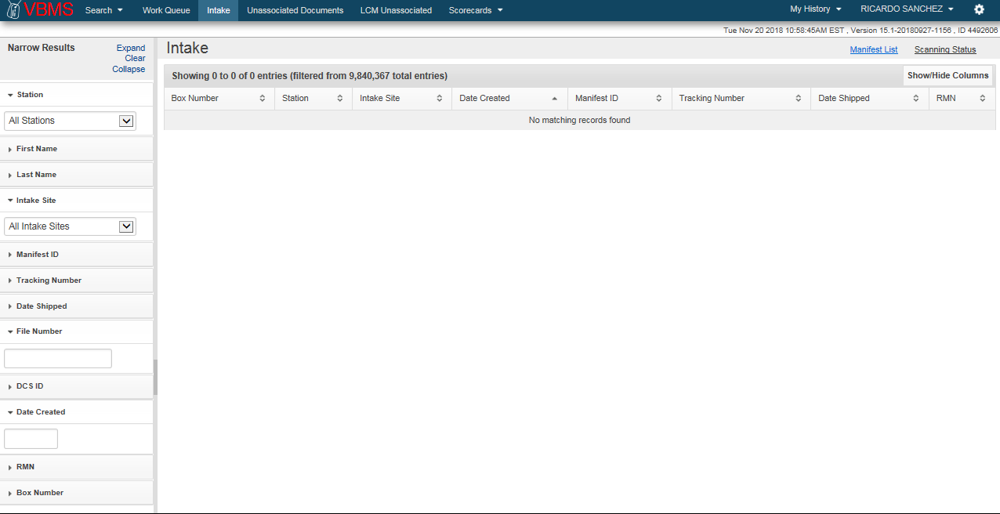 VBMS Search Work Queue Intake Unassociated Documents LCM Unassociated Scorecards My History RICARDO SANCHEZ
Tue Nov 20 2018 10:58:45AM EST , Version 15.1-20180927-1156 , ID 4492606
Narrow Results
Expand
Clear
Collapse
Station
All Stations
First Name
Last Name
Intake Site
All Intake Sites
Manifest ID
Tracking Number
Date Shipped
File Number
DCS ID
Date Created
RMN
Box Number
Intake
Manifest List Scanning Status
Showing 0 to 0 of 0 entries (filtered from 9,840,367 total entries)
Show/Hide Columns
Box Number Station Intake Site Date Created Manifest ID Tracking Number Date Shipped RMN
No matching records found